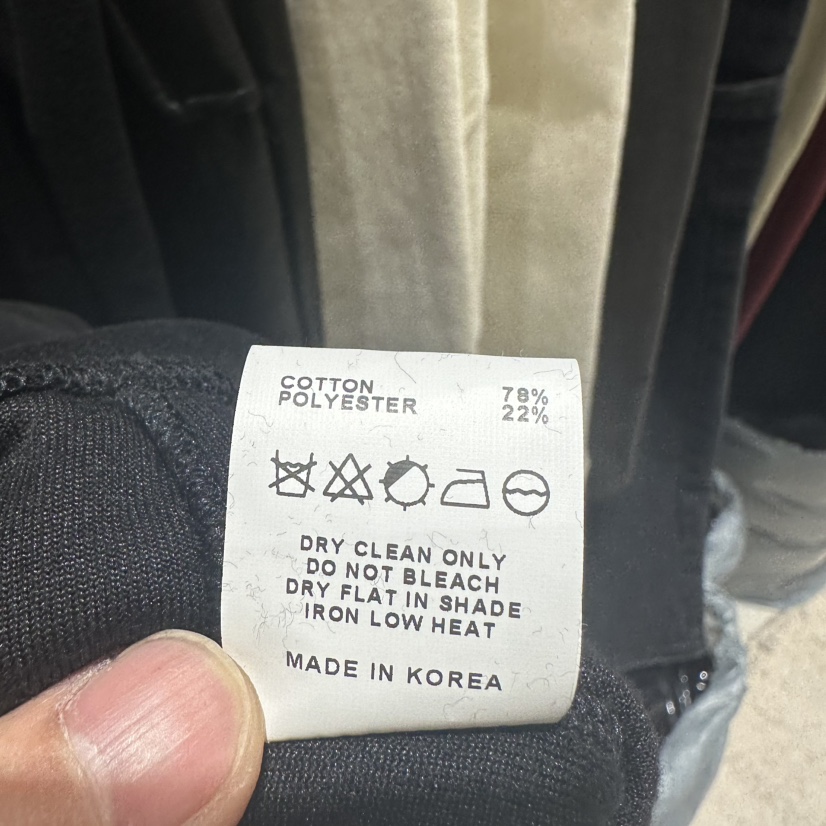 COTTON 78%
POLYESTER 22%
DRY CLEAN ONLY
DO NOT BLEACH
DRY FLAT IN SHADE
IRON LOW HEAT
MADE IN KOREA